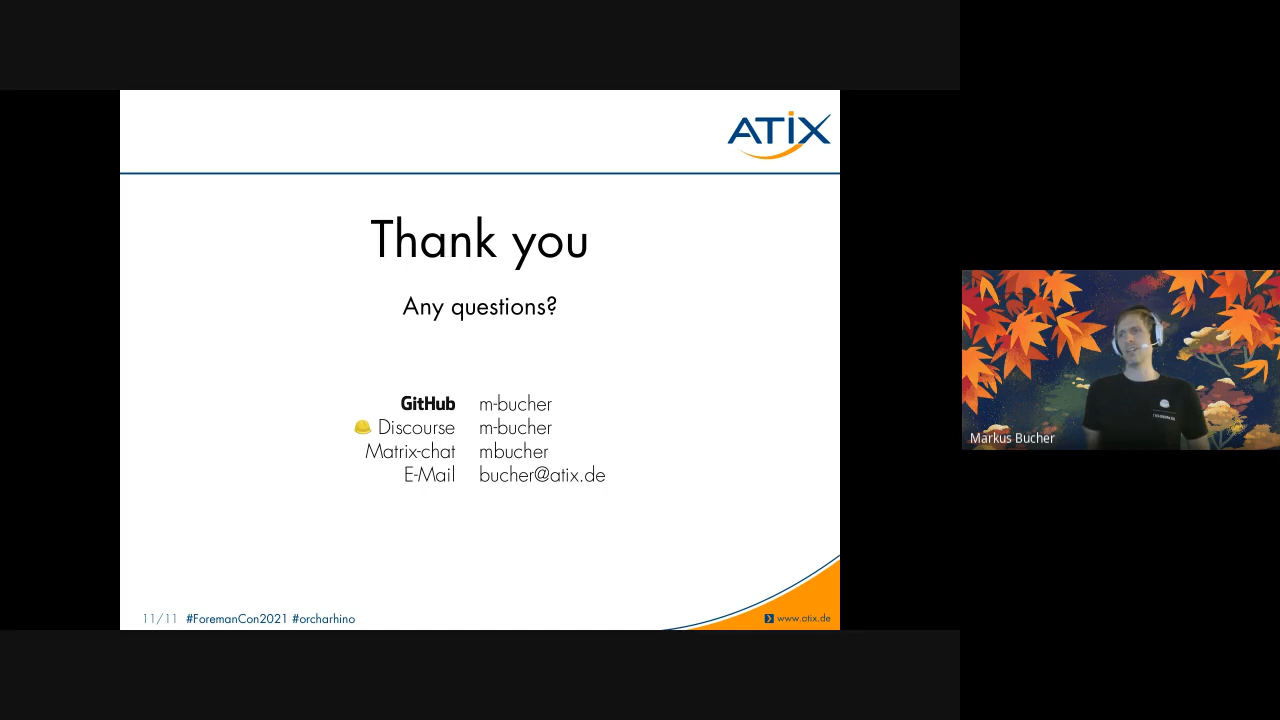 ATIX
Thank you
Any questions?
GitHub m-bucher
Discourse m-bucher
Matrix-chat mbucher
E-Mail bucher@atix.de
11/11 #ForemanCon2021 #orcharhino
www.atix.de
Markus Bucher